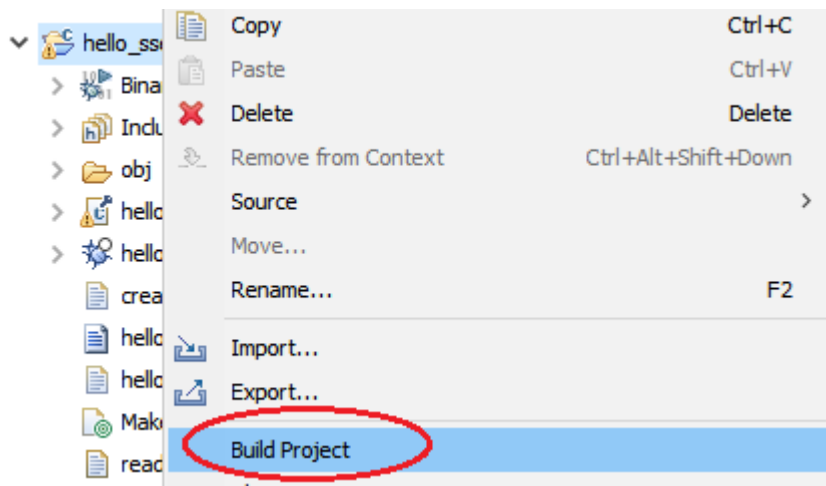 hello_ss
Copy Ctrl+C
Bina
Paste Ctrl+V
Inclu
Delete Delete
obj
Remove from Context Ctrl+Alt+Shift+Down
hello
Source
hello
Move...
crea
Rename... F2
hello
Import...
hello
Export...
Make
Build Project
read